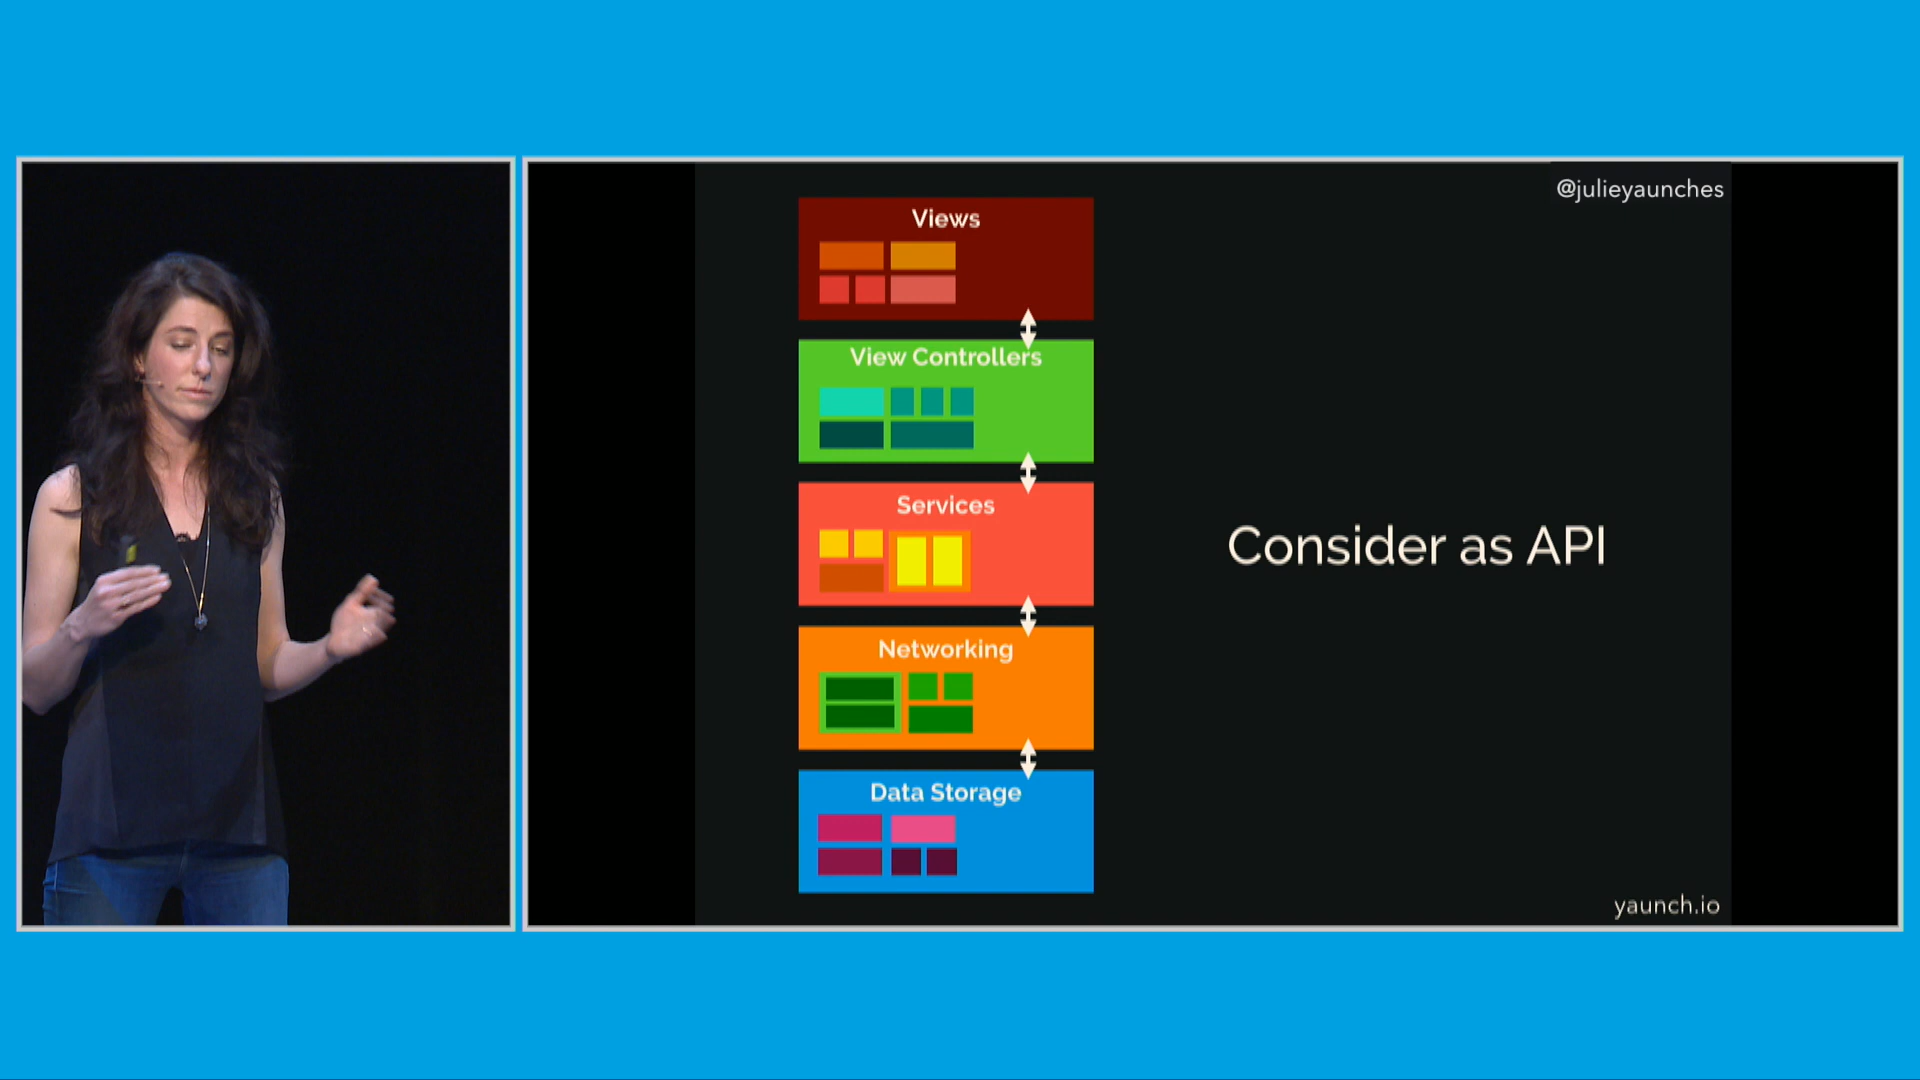 @julieyaunches
Views
View Controllers
Services
Consider as API
Networking
Data Storage
yaunch.io